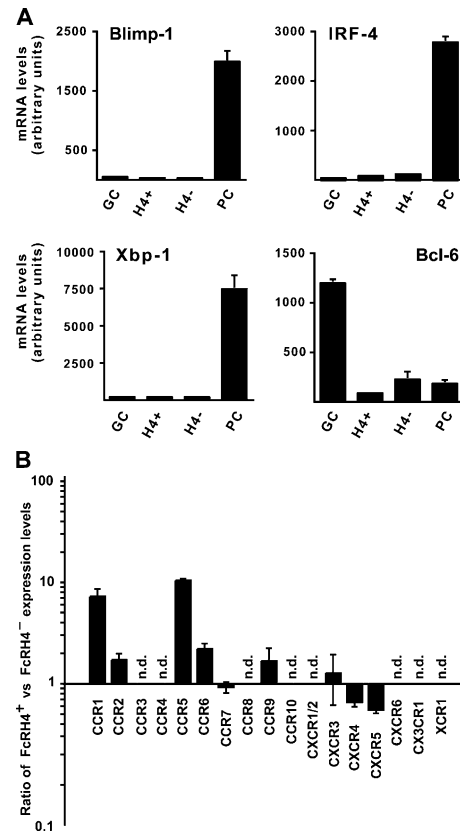 A
Blimp-1
mRNA levels
(arbitrary units)
2500
1500
500
GC
H4+
H4-
PC
IRF-4
3000
2000
1000
GC
H4+
H4-
PC
Xbp-1
mRNA levels
(arbitrary units)
10000
7500
5000
2500
GC
H4+
H4-
PC
Bcl-6
1500
1000
500
GC
H4+
H4-
PC
B
Ratio of FcRH4+ vs FcRH4− expression levels
100
10
1
0.1
n.d.
n.d.
n.d.
n.d.
n.d.
n.d.
n.d.
n.d.
CCR1
CCR2
CCR3
CCR4
CCR5
CCR6
CCR7
CCR8
CCR9
CCR10
CXCR1/2
CXCR3
CXCR4
CXCR5
CXCR6
CX3CR1
XCR1